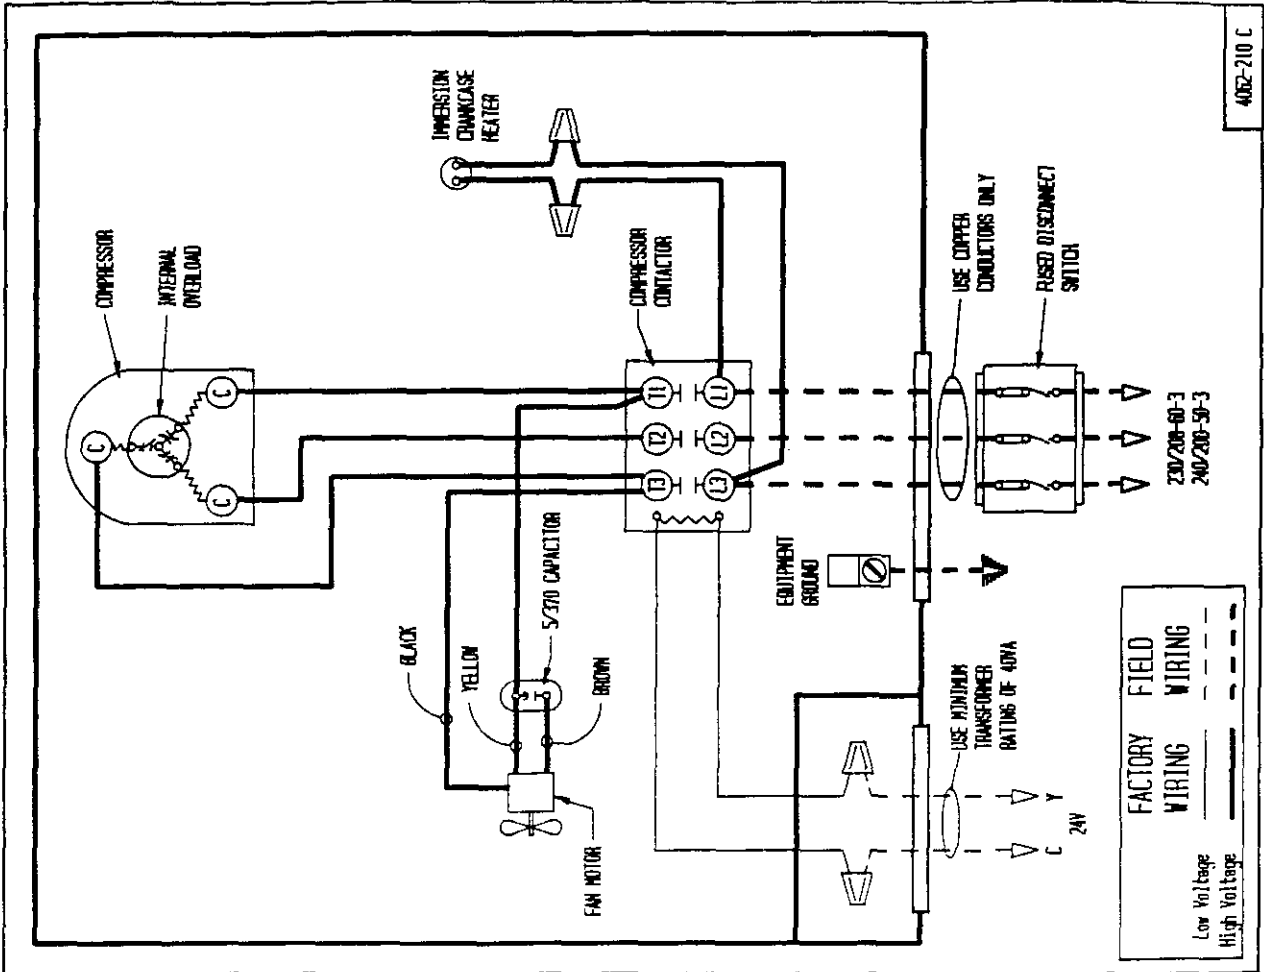 COMPRESSOR
INTERNAL
OVERLOAD
C
C
C
IMMERSION
CRANKCASE
HEATER
COMPRESSOR
CONTACTOR
T1
T2
T3
L1
L2
L3
BLACK
YELLOW
5/370 CAPACITOR
BROWN
FAN MOTOR
EQUIPMENT
GROUND
USE COPPER
CONDUCTORS ONLY
FUSED DISCONNECT
SWITCH
230/208-60-3
240/200-50-3
USE MINIMUM
TRANSFORMER
RATING OF 40VA
C
Y
24V
FACTORY WIRING
FIELD WIRING
Low Voltage
High Voltage
4062-210 C